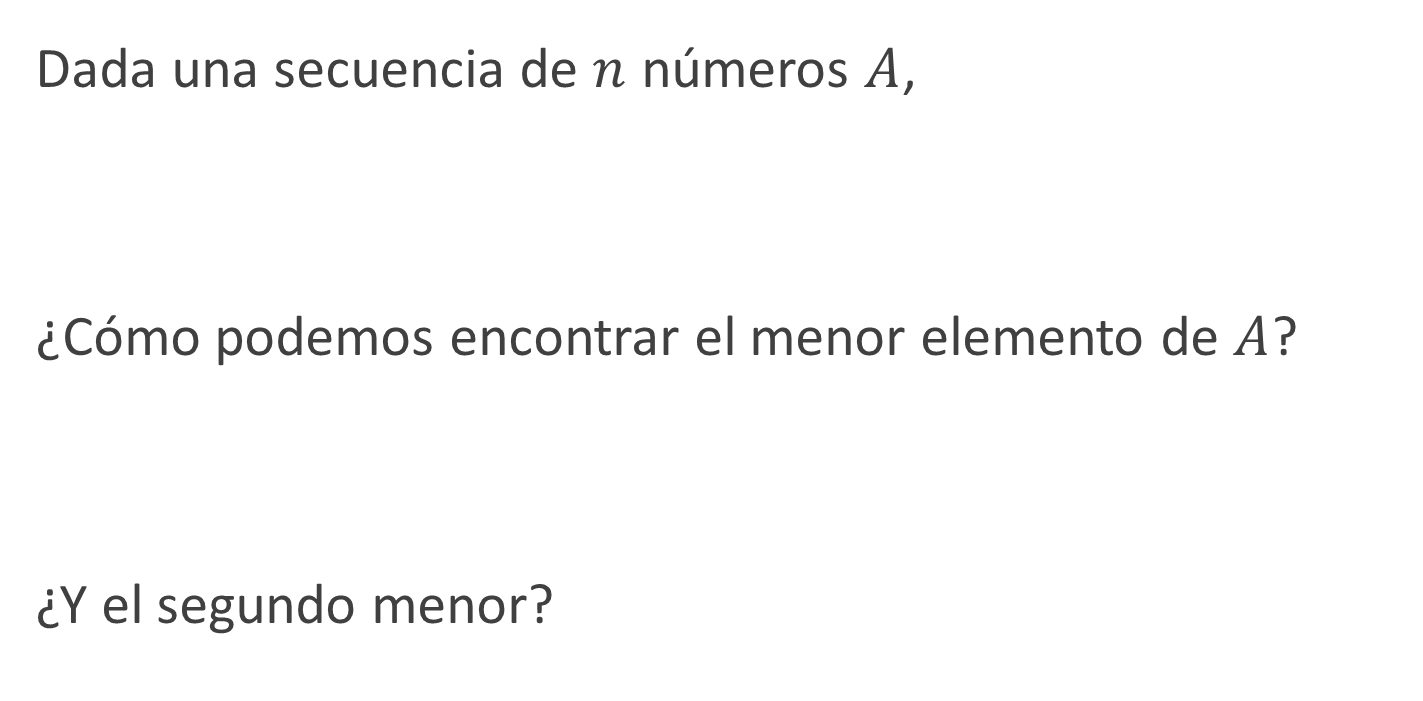 Dada una secuencia de n números A,
¿Cómo podemos encontrar el menor elemento de A?
¿Y el segundo menor?